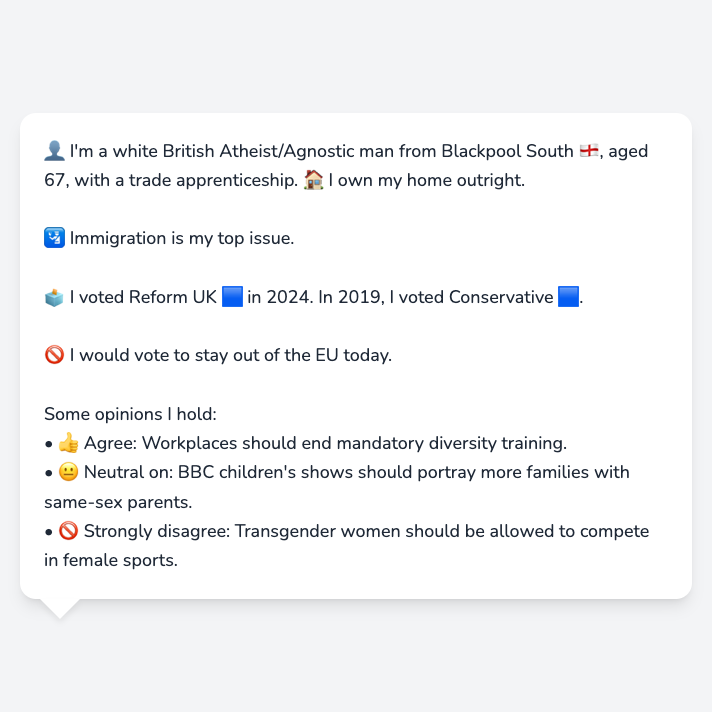 👤 I'm a white British Atheist/Agnostic man from Blackpool South 🏴󠁧󠁢󠁥󠁮󠁧󠁿, aged
67, with a trade apprenticeship. 🏠 I own my home outright.
🛂 Immigration is my top issue.
🗳️ I voted Reform UK 🟦 in 2024. In 2019, I voted Conservative 🟦.
🚫 I would vote to stay out of the EU today.
Some opinions I hold:
• 👍 Agree: Workplaces should end mandatory diversity training.
• 😐 Neutral on: BBC children's shows should portray more families with
same-sex parents.
• 🚫 Strongly disagree: Transgender women should be allowed to compete
in female sports.